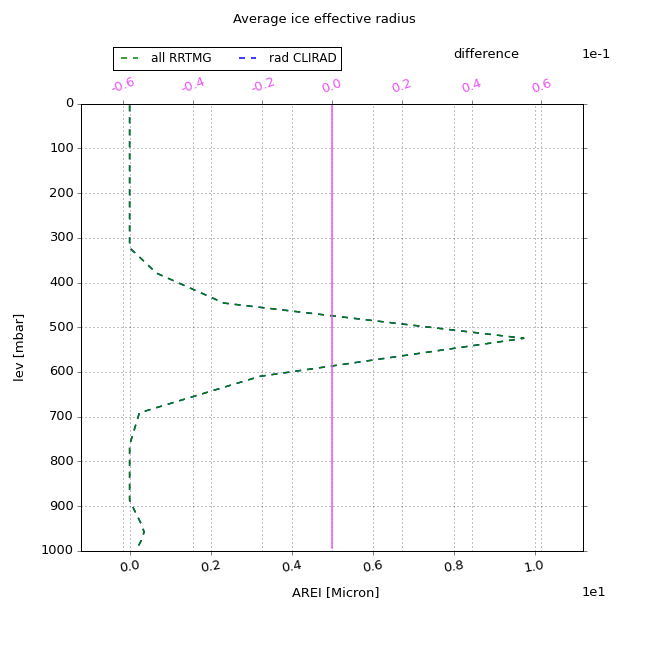 Average ice effective radius
all RRTMG rad CLIRAD difference 1e-1
-0.6 -0.4 -0.2 0.0 0.2 0.4 0.6
0
100
200
300
400
500
600
700
800
900
1000
lev [mbar]
0.0 0.2 0.4 0.6 0.8 1.0
AREI [Micron] 1e1